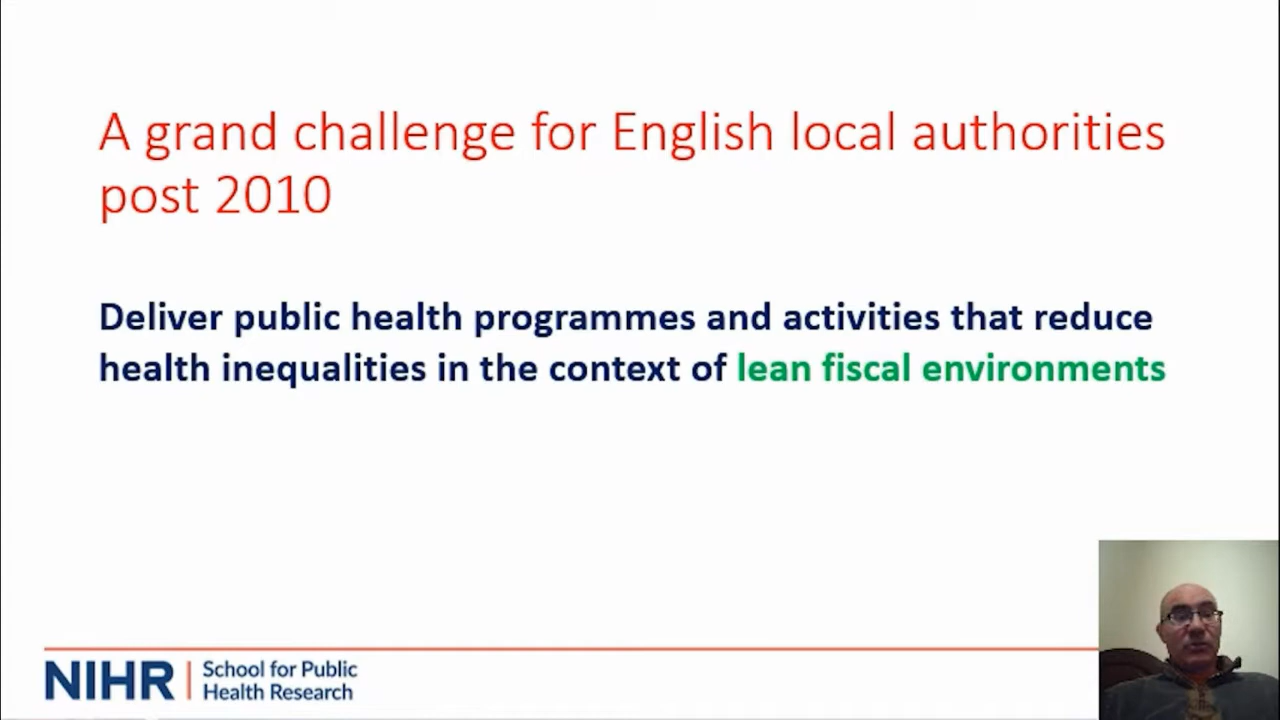 A grand challenge for English local authorities
post 2010
Deliver public health programmes and activities that reduce
health inequalities in the context of lean fiscal environments
NIHR
School for Public
Health Research